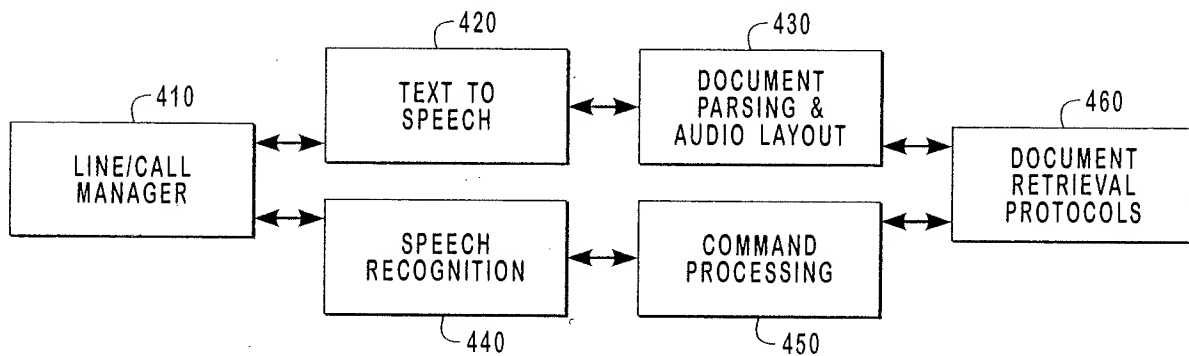 420
430
TEXT TO
SPEECH
DOCUMENT
PARSING &
AUDIO LAYOUT
410
LINE/CALL
MANAGER
460
DOCUMENT
RETRIEVAL
PROTOCOLS
SPEECH
RECOGNITION
COMMAND
PROCESSING
440
450